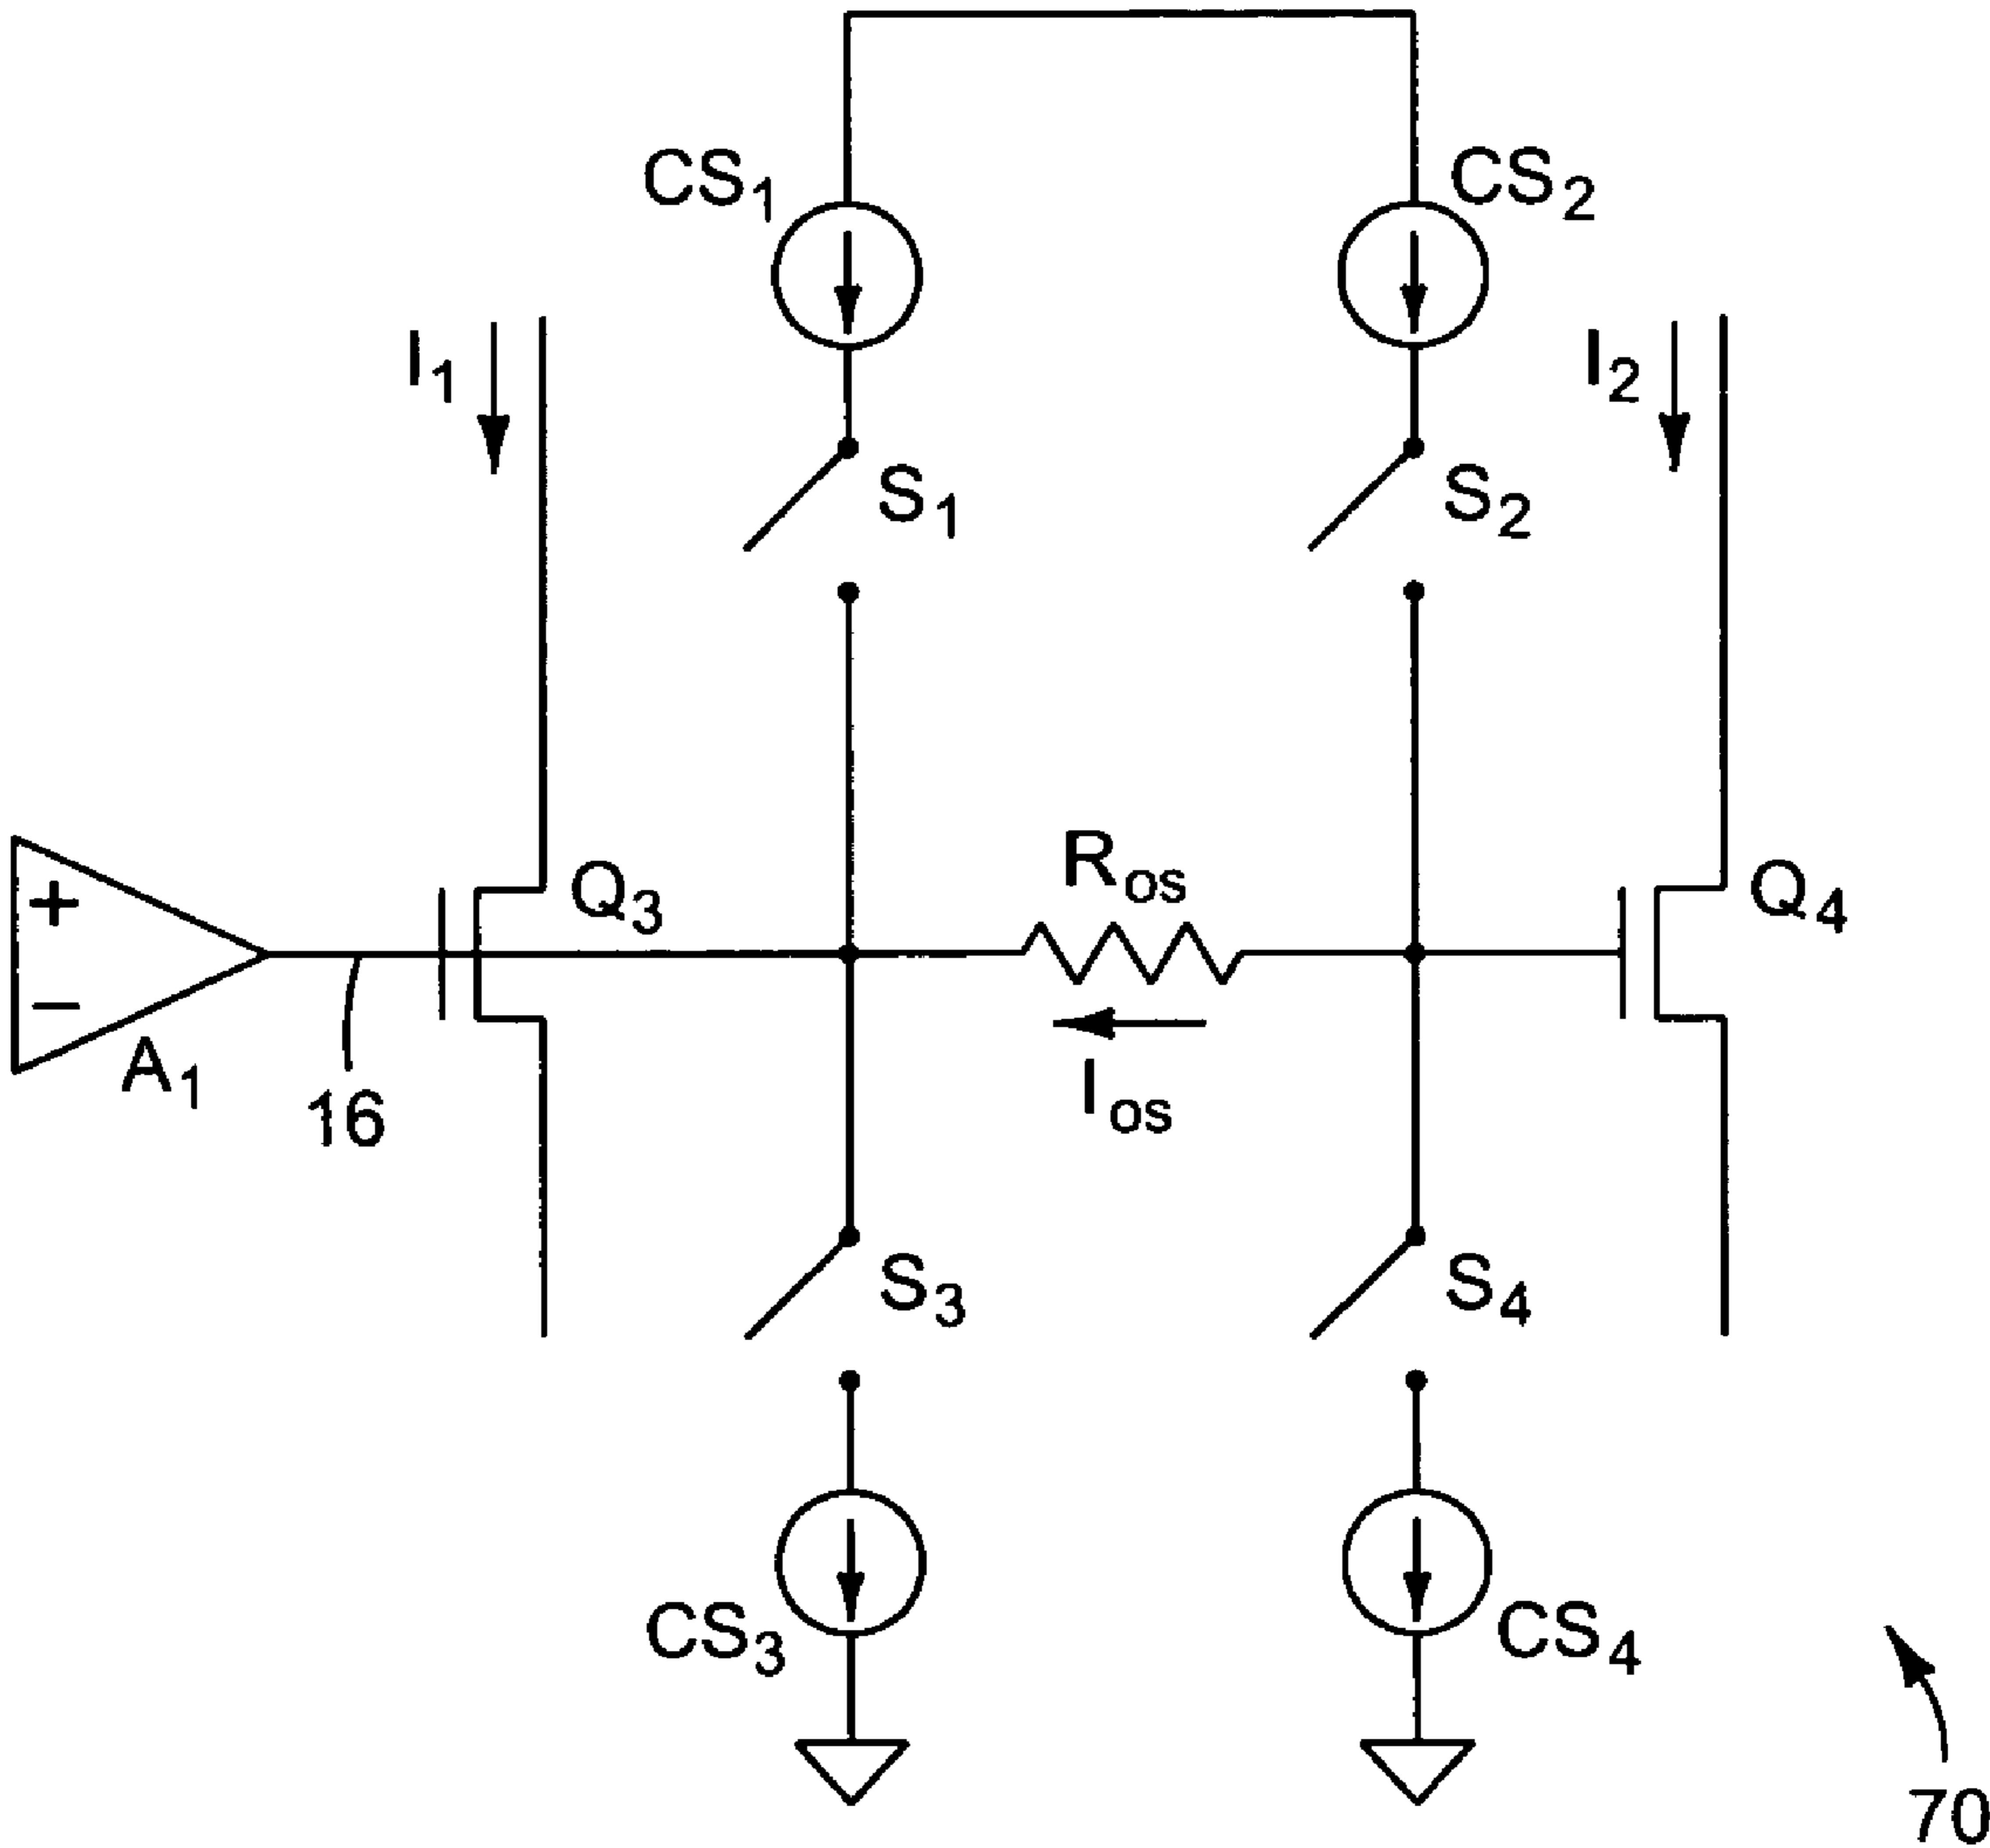 CS1
CS2
I1
I2
S1
S2
Ros
Q3
Q4
+
−
A1
16
Ios
S3
S4
CS3
CS4
70